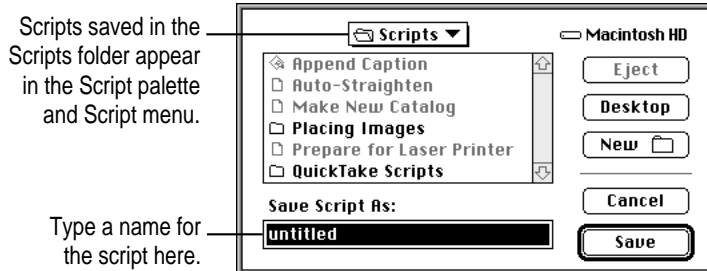 Scripts saved in the
Scripts folder appear
in the Script palette
and Script menu.
Type a name for
the script here.
Scripts
Macintosh HD
Append Caption
Auto-Straighten
Make New Catalog
Placing Images
Prepare for Laser Printer
QuickTake Scripts
Eject
Desktop
New
Save Script As:
untitled
Cancel
Save